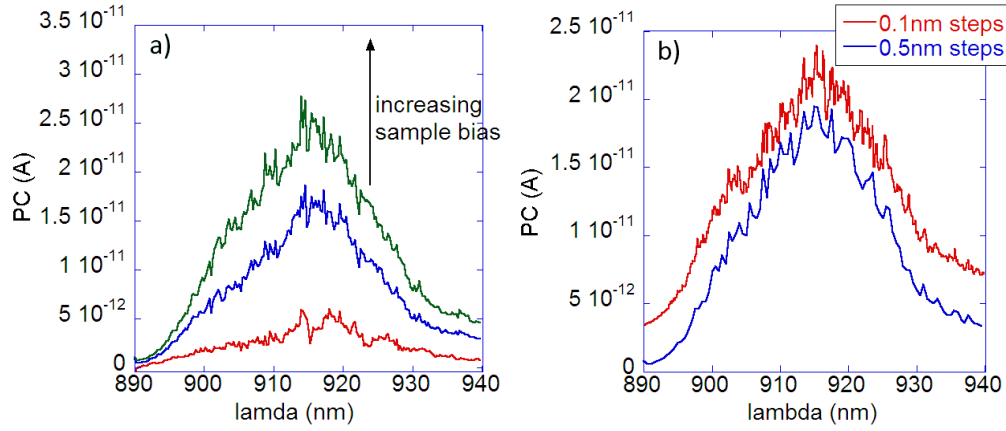 a)
increasing
sample bias
3.5 10-11
3 10-11
2.5 10-11
2 10-11
1.5 10-11
1 10-11
5 10-12
0
PC (A)
890 900 910 920 930 940
lamda (nm)
b)
0.1nm steps
0.5nm steps
2.5 10-11
2 10-11
1.5 10-11
1 10-11
5 10-12
0
PC (A)
890 900 910 920 930 940
lambda (nm)